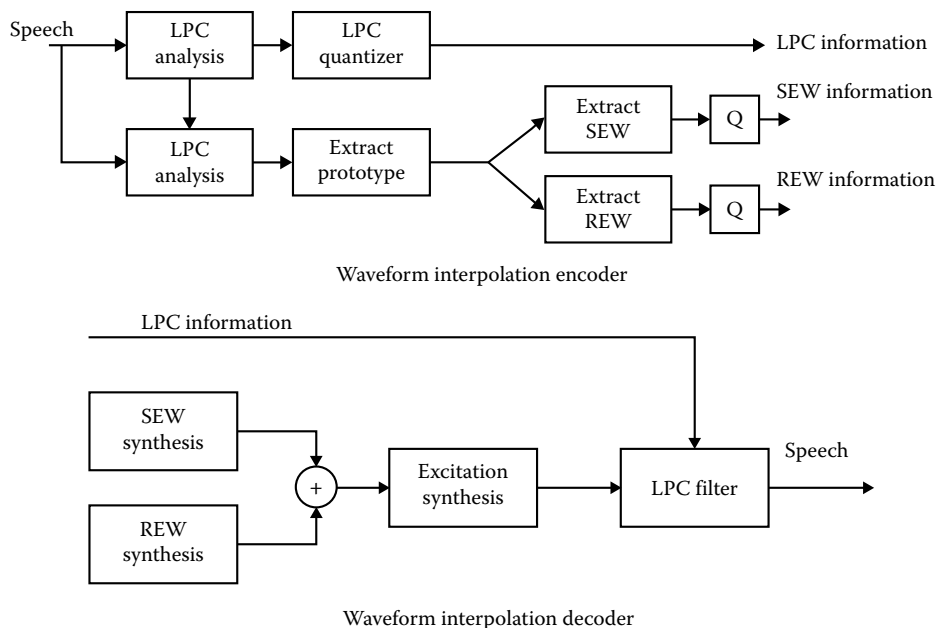 Speech
LPC
analysis
LPC
quantizer
LPC information
LPC
analysis
Extract
prototype
Extract
SEW
Q
SEW information
Extract
REW
Q
REW information
Waveform interpolation encoder
LPC information
SEW
synthesis
REW
synthesis
+
Excitation
synthesis
LPC filter
Speech
Waveform interpolation decoder